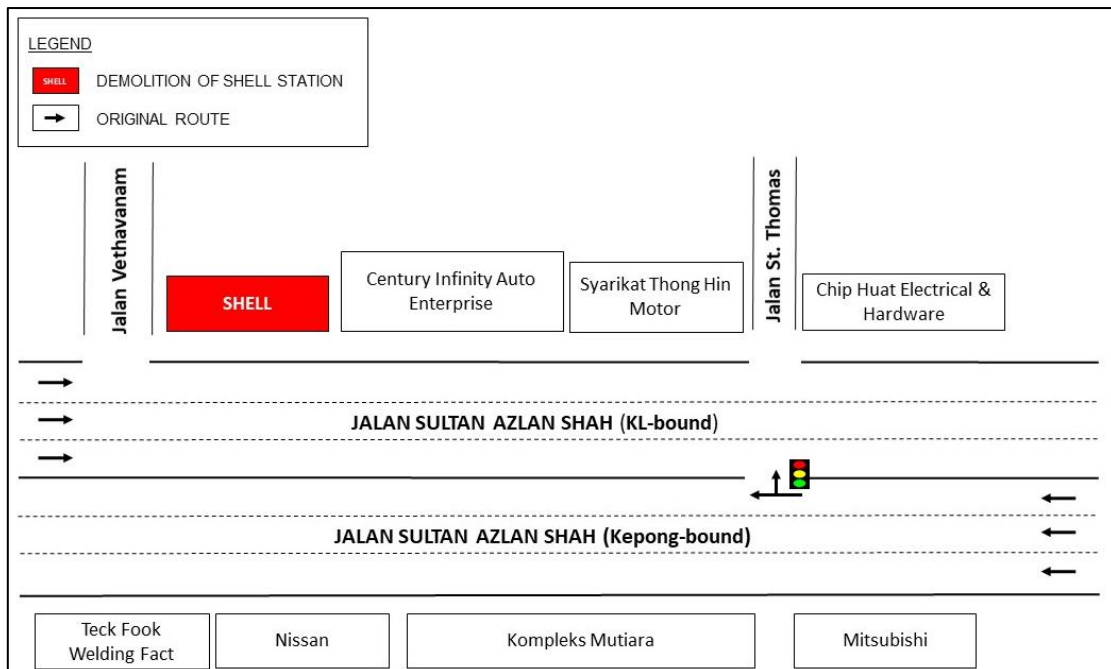 LEGEND
SHELL
DEMOLITION OF SHELL STATION
ORIGINAL ROUTE
Jalan Vethavanam
SHELL
Century Infinity Auto
Enterprise
Syarikat Thong Hin
Motor
Jalan St. Thomas
Chip Huat Electrical &
Hardware
JALAN SULTAN AZLAN SHAH (KL-bound)
JALAN SULTAN AZLAN SHAH (Kepong-bound)
Teck Fook
Welding Fact
Nissan
Kompleks Mutiara
Mitsubishi